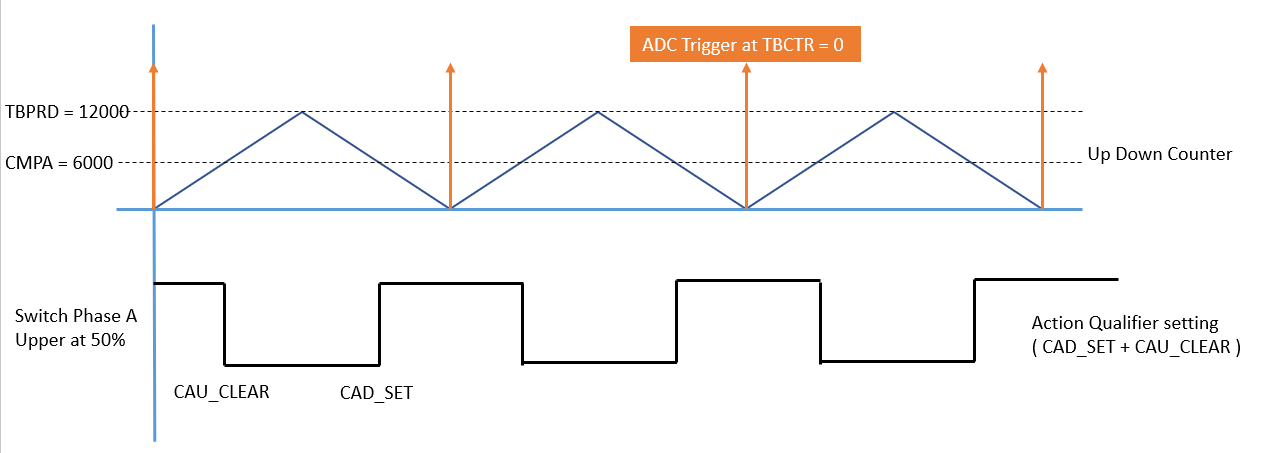 ADC Trigger at TBCTR = 0
TBPRD = 12000
CMPA = 6000
Up Down Counter
Switch Phase A
Upper at 50%
Action Qualifier setting
( CAD_SET + CAU_CLEAR )
CAU_CLEAR
CAD_SET